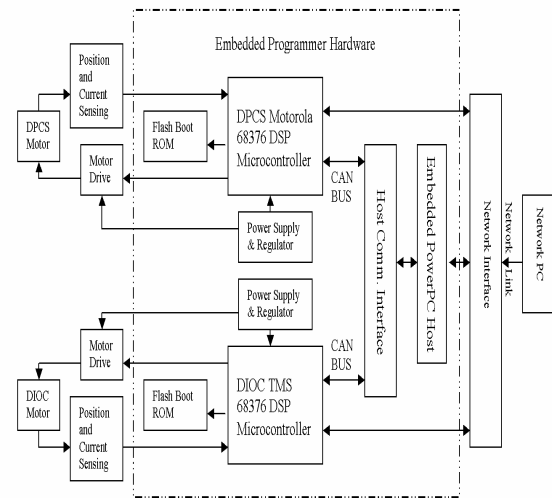 Embedded Programmer Hardware
Position
and
Current
Sensing
DPCS
Motor
Motor
Drive
Flash Boot
ROM
DPCS Motorola
68376 DSP
Microcontroller
CAN
BUS
Power Supply
& Regulator
Host Comm. Interface
Embedded PowerPC Host
Network Interface
Network Link
Network PC
Power Supply
& Regulator
Motor
Drive
DIOC
Motor
Position
and
Current
Sensing
Flash Boot
ROM
DIOC TMS
68376 DSP
Microcontroller
CAN
BUS